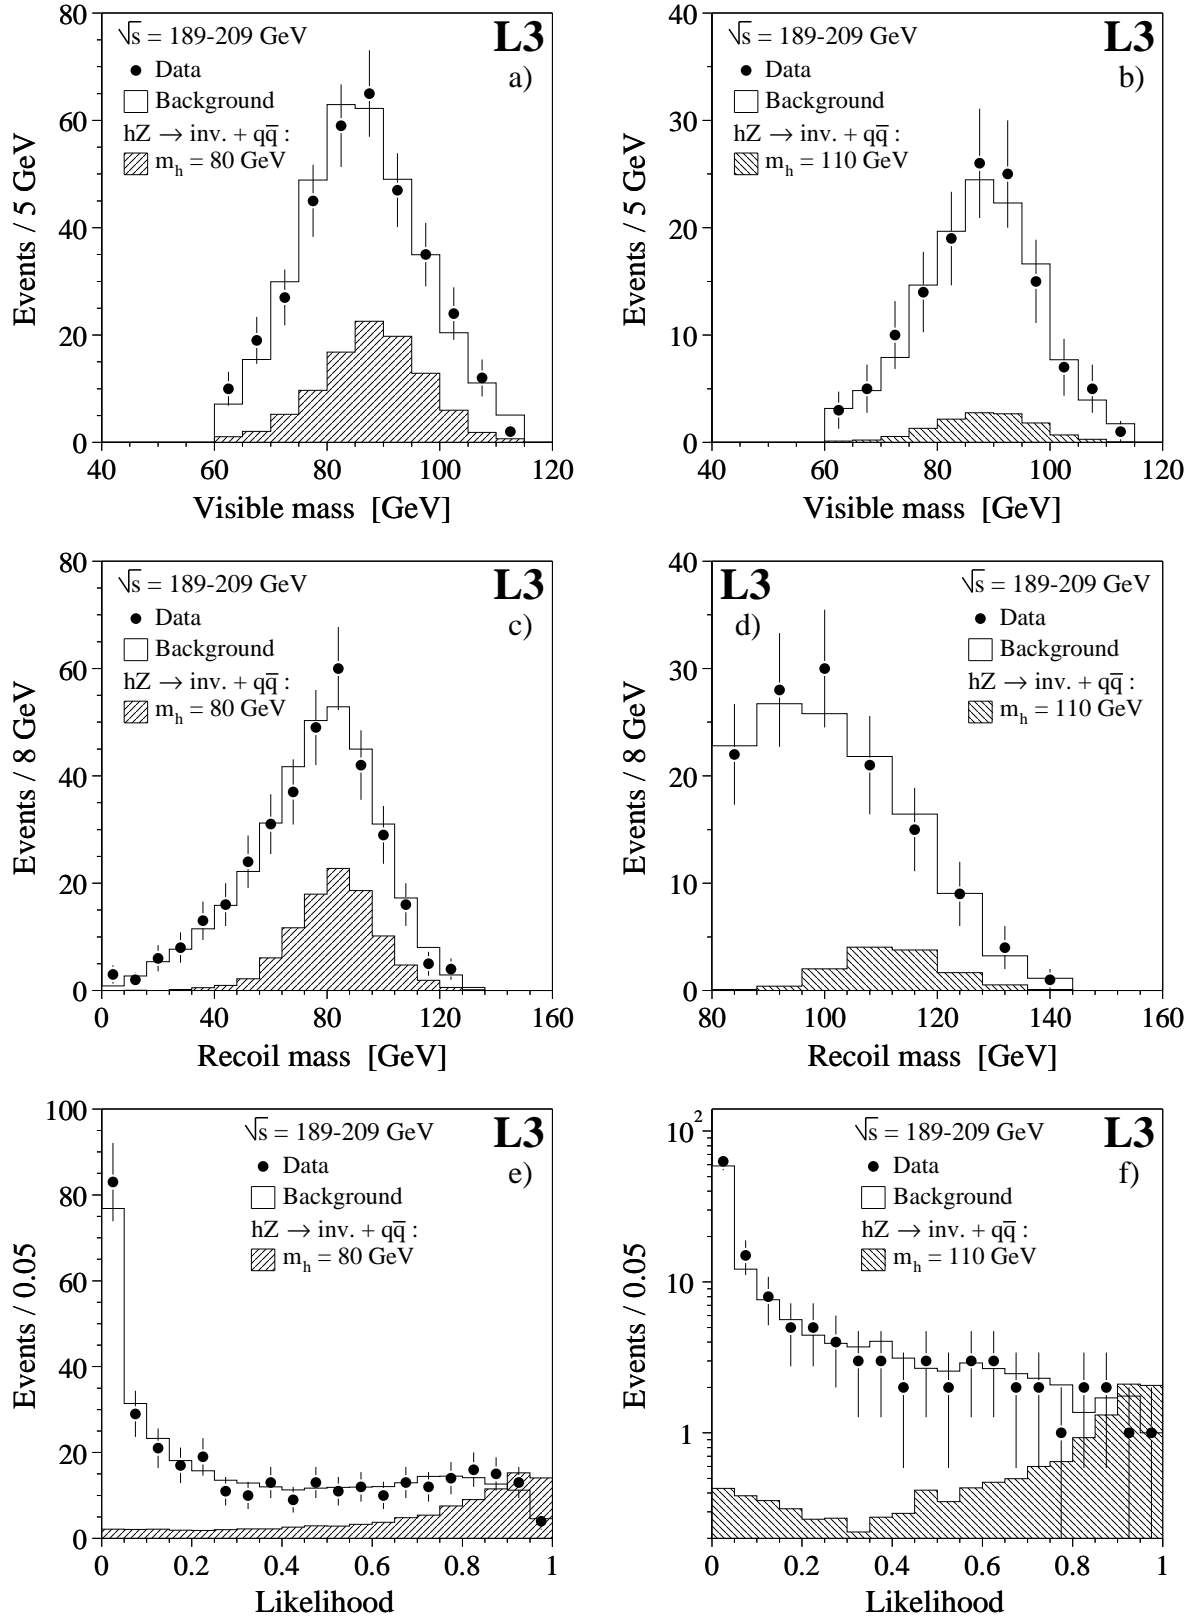 √s = 189-209 GeV
L3
a)
Data
Background
hZ → inv. + qq̅ :
m_h = 80 GeV
Events / 5 GeV
0
20
40
60
80
40
60
80
100
120
Visible mass [GeV]
√s = 189-209 GeV
L3
b)
Data
Background
hZ → inv. + qq̅ :
m_h = 110 GeV
Events / 5 GeV
0
10
20
30
40
40
60
80
100
120
Visible mass [GeV]
√s = 189-209 GeV
L3
c)
Data
Background
hZ → inv. + qq̅ :
m_h = 80 GeV
Events / 8 GeV
0
20
40
60
80
0
40
80
120
160
Recoil mass [GeV]
L3
d)
√s = 189-209 GeV
Data
Background
hZ → inv. + qq̅ :
m_h = 110 GeV
Events / 8 GeV
0
10
20
30
40
80
100
120
140
160
Recoil mass [GeV]
√s = 189-209 GeV
L3
e)
Data
Background
hZ → inv. + qq̅ :
m_h = 80 GeV
Events / 0.05
0
20
40
60
80
100
0
0.2
0.4
0.6
0.8
1
Likelihood
√s = 189-209 GeV
L3
f)
Data
Background
hZ → inv. + qq̅ :
m_h = 110 GeV
Events / 0.05
1
10
10²
0
0.2
0.4
0.6
0.8
1
Likelihood